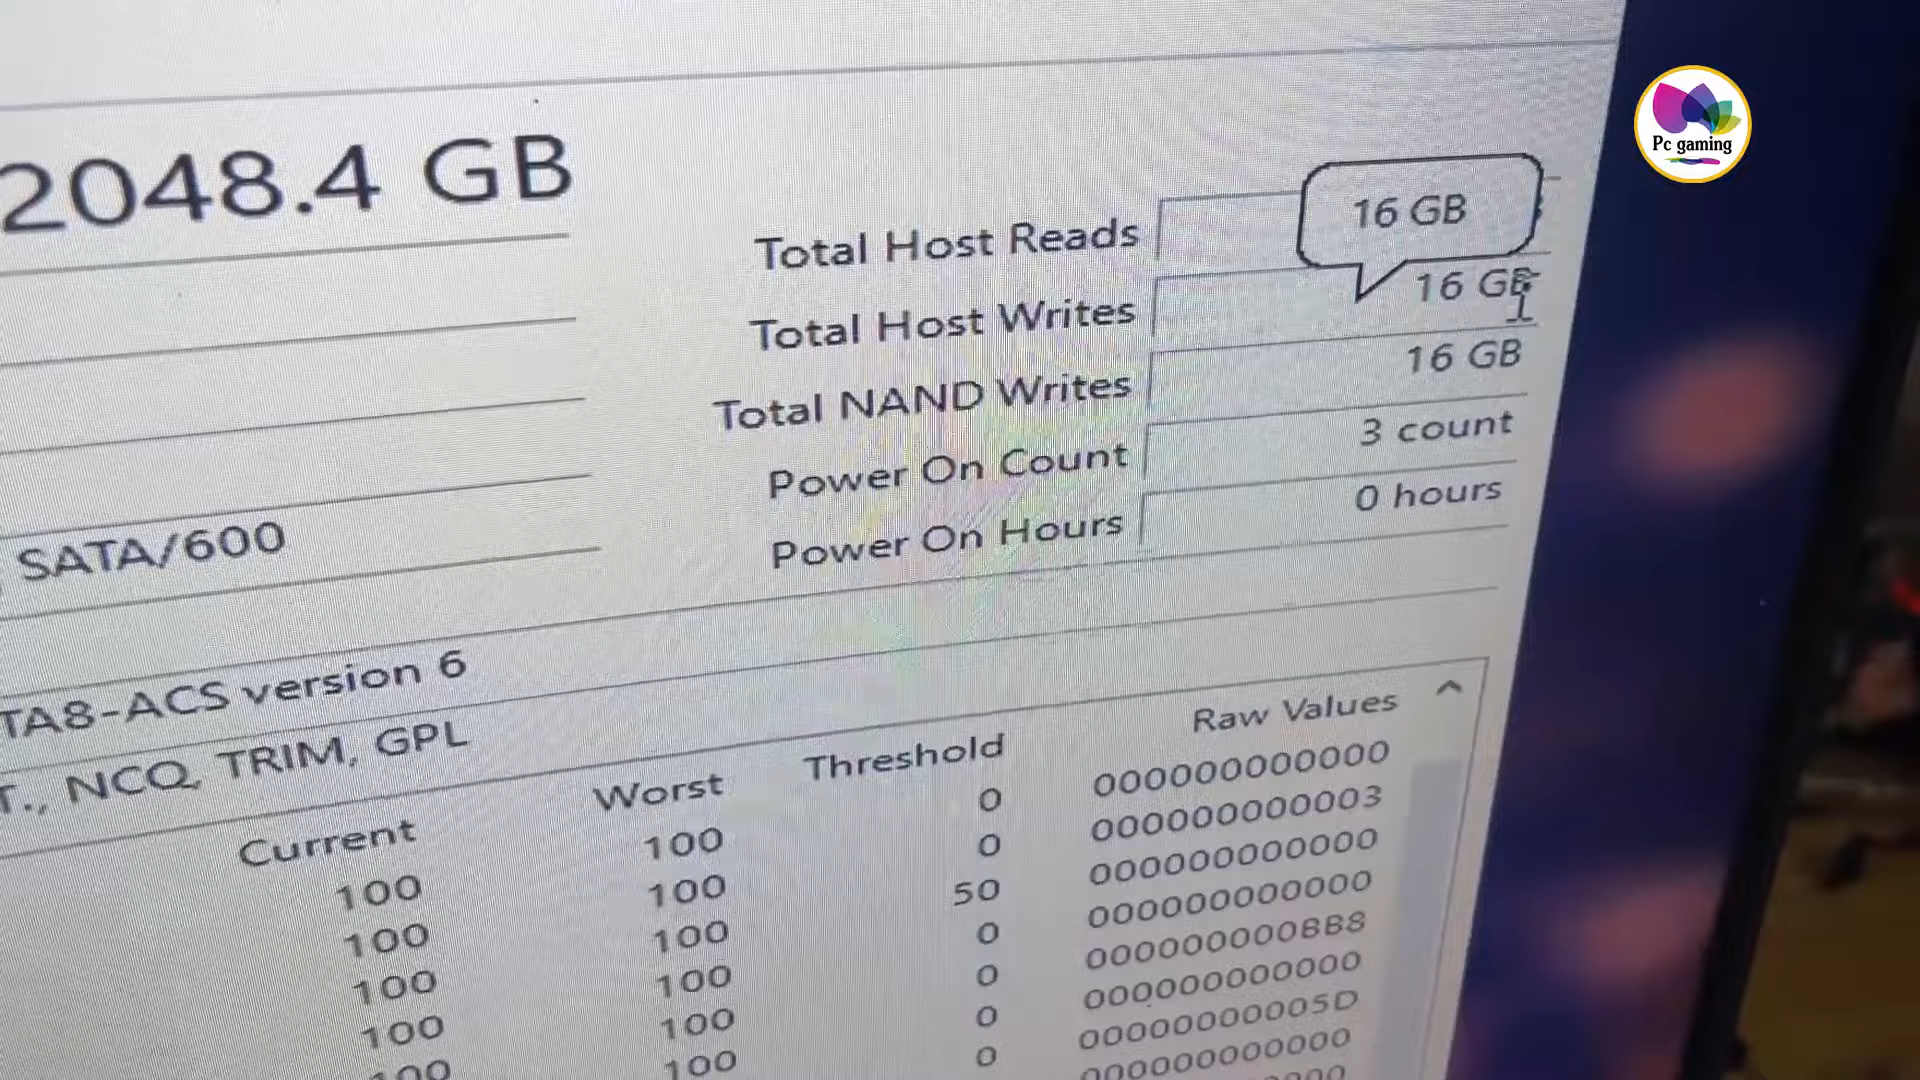 Pc gaming
2048.4 GB
16 GB
Total Host Reads
Total Host Writes 16 GB
Total NAND Writes 16 GB
Power On Count 3 count
Power On Hours 0 hours
SATA/600
TA8-ACS version 6
T., NCQ, TRIM, GPL
Current Worst Threshold Raw Values
100 100 0 000000000000
100 100 0 000000000003
100 100 50 000000000000
100 100 0 000000000000
100 100 0 000000000BB8
0 000000000000
0 00000000005D
000000000000